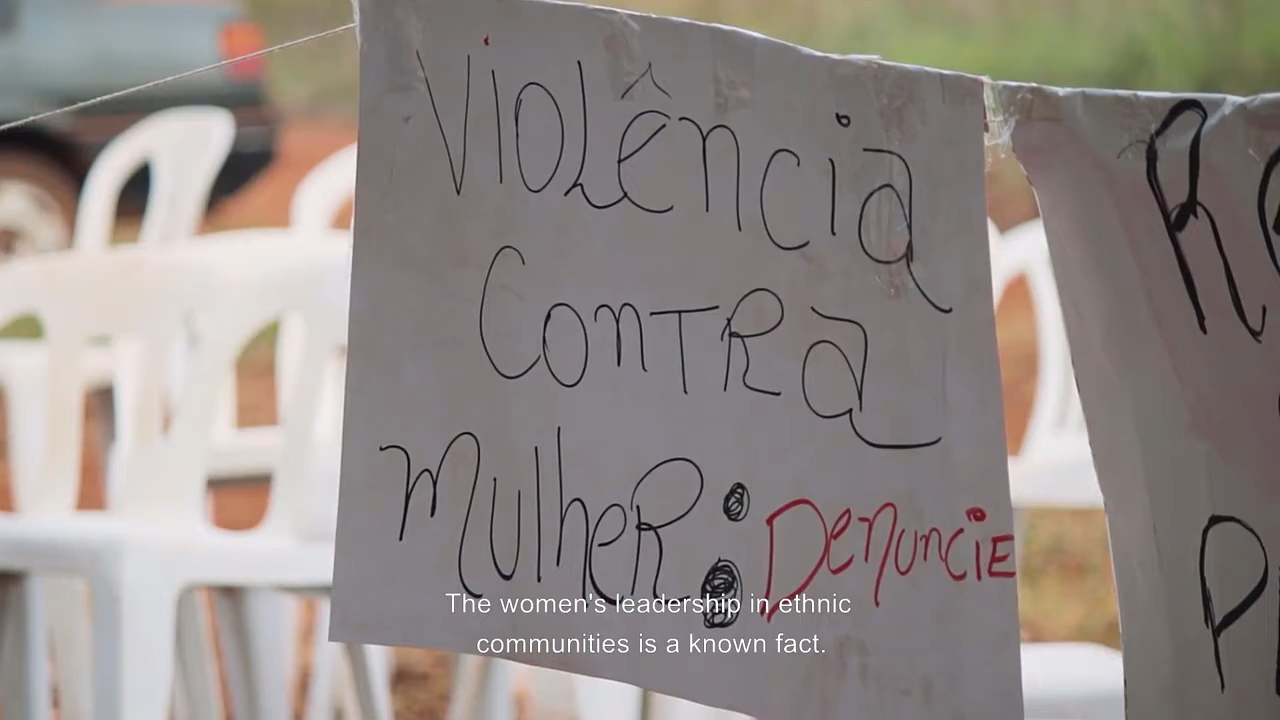 Violência
Contra
Mulher: Denuncie
The women's leadership in ethnic
communities is a known fact.